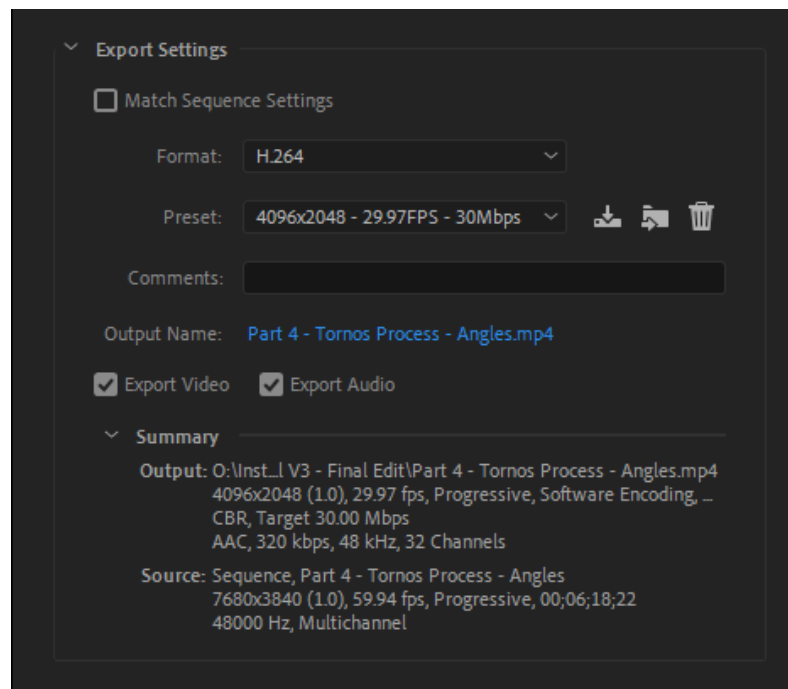 Export Settings
Match Sequence Settings
Format: H.264
Preset: 4096x2048 - 29.97FPS - 30Mbps
Comments:
Output Name: Part 4 - Tornos Process - Angles.mp4
Export Video Export Audio
Summary
Output: O:\Inst...l V3 - Final Edit\Part 4 - Tornos Process - Angles.mp4
4096x2048 (1.0), 29.97 fps, Progressive, Software Encoding, ...
CBR, Target 30.00 Mbps
AAC, 320 kbps, 48 kHz, 32 Channels
Source: Sequence, Part 4 - Tornos Process - Angles
7680x3840 (1.0), 59.94 fps, Progressive, 00;06;18;22
48000 Hz, Multichannel